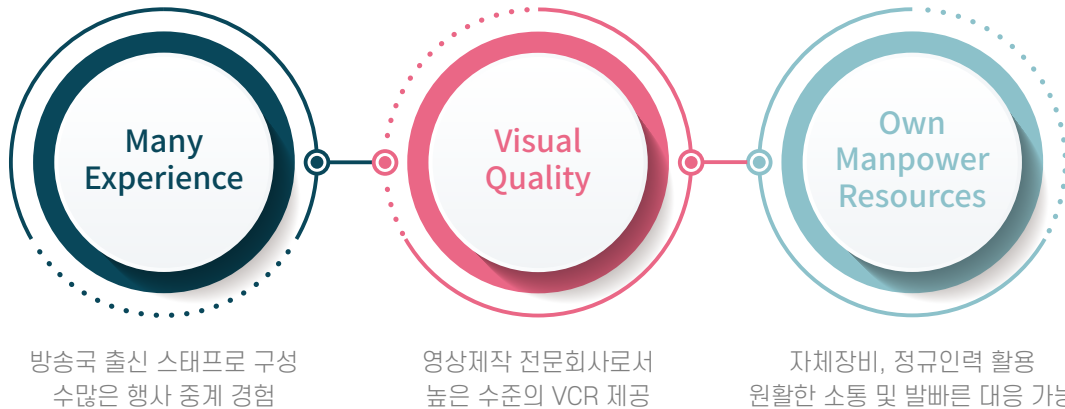 Many
Experience
Visual
Quality
Own
Manpower
Resources
방송국 출신 스태프로 구성
수많은 행사 중계 경험
영상제작 전문회사로서
높은 수준의 VCR 제공
자체장비, 정규인력 활용
원활한 소통 및 발빠른 대응 가능